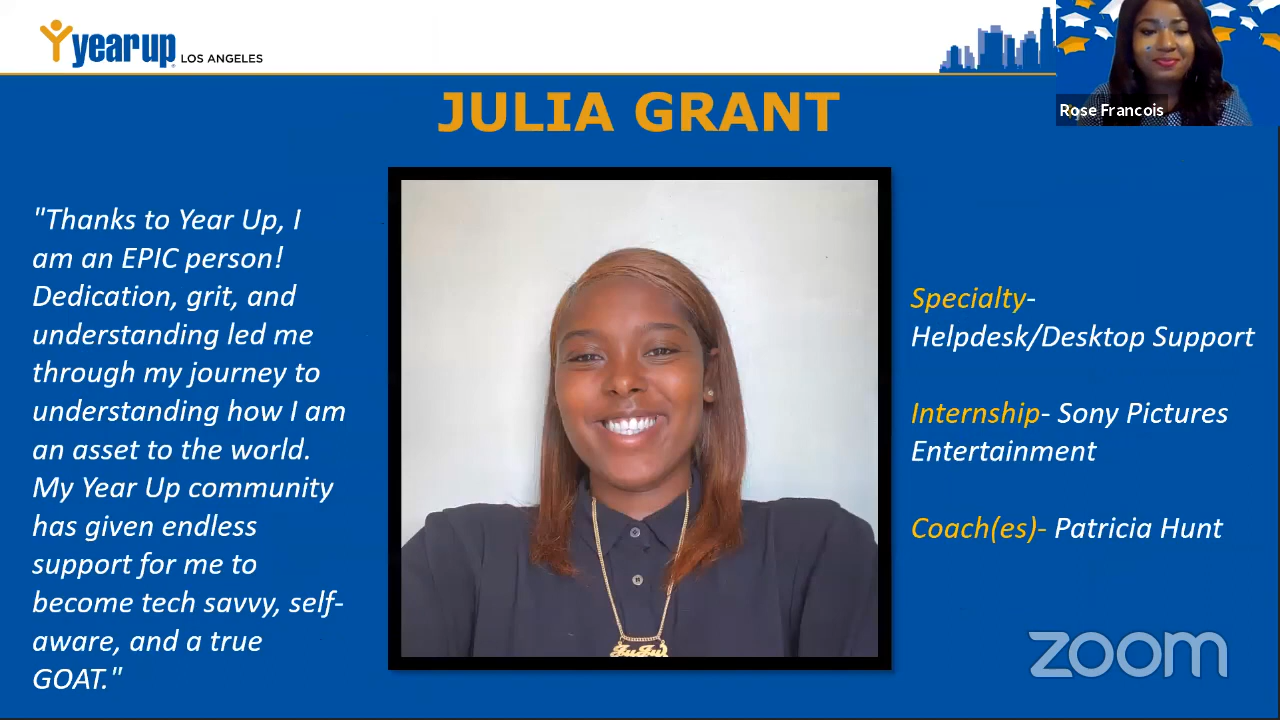 yearup LOS ANGELES
Rose Francois
JULIA GRANT
"Thanks to Year Up, I
am an EPIC person!
Dedication, grit, and
understanding led me
through my journey to
understanding how I am
an asset to the world.
My Year Up community
has given endless
support for me to
become tech savvy, self-
aware, and a true
GOAT."
JuJu
Specialty-
Helpdesk/Desktop Support
Internship- Sony Pictures
Entertainment
Coach(es)- Patricia Hunt
zoom